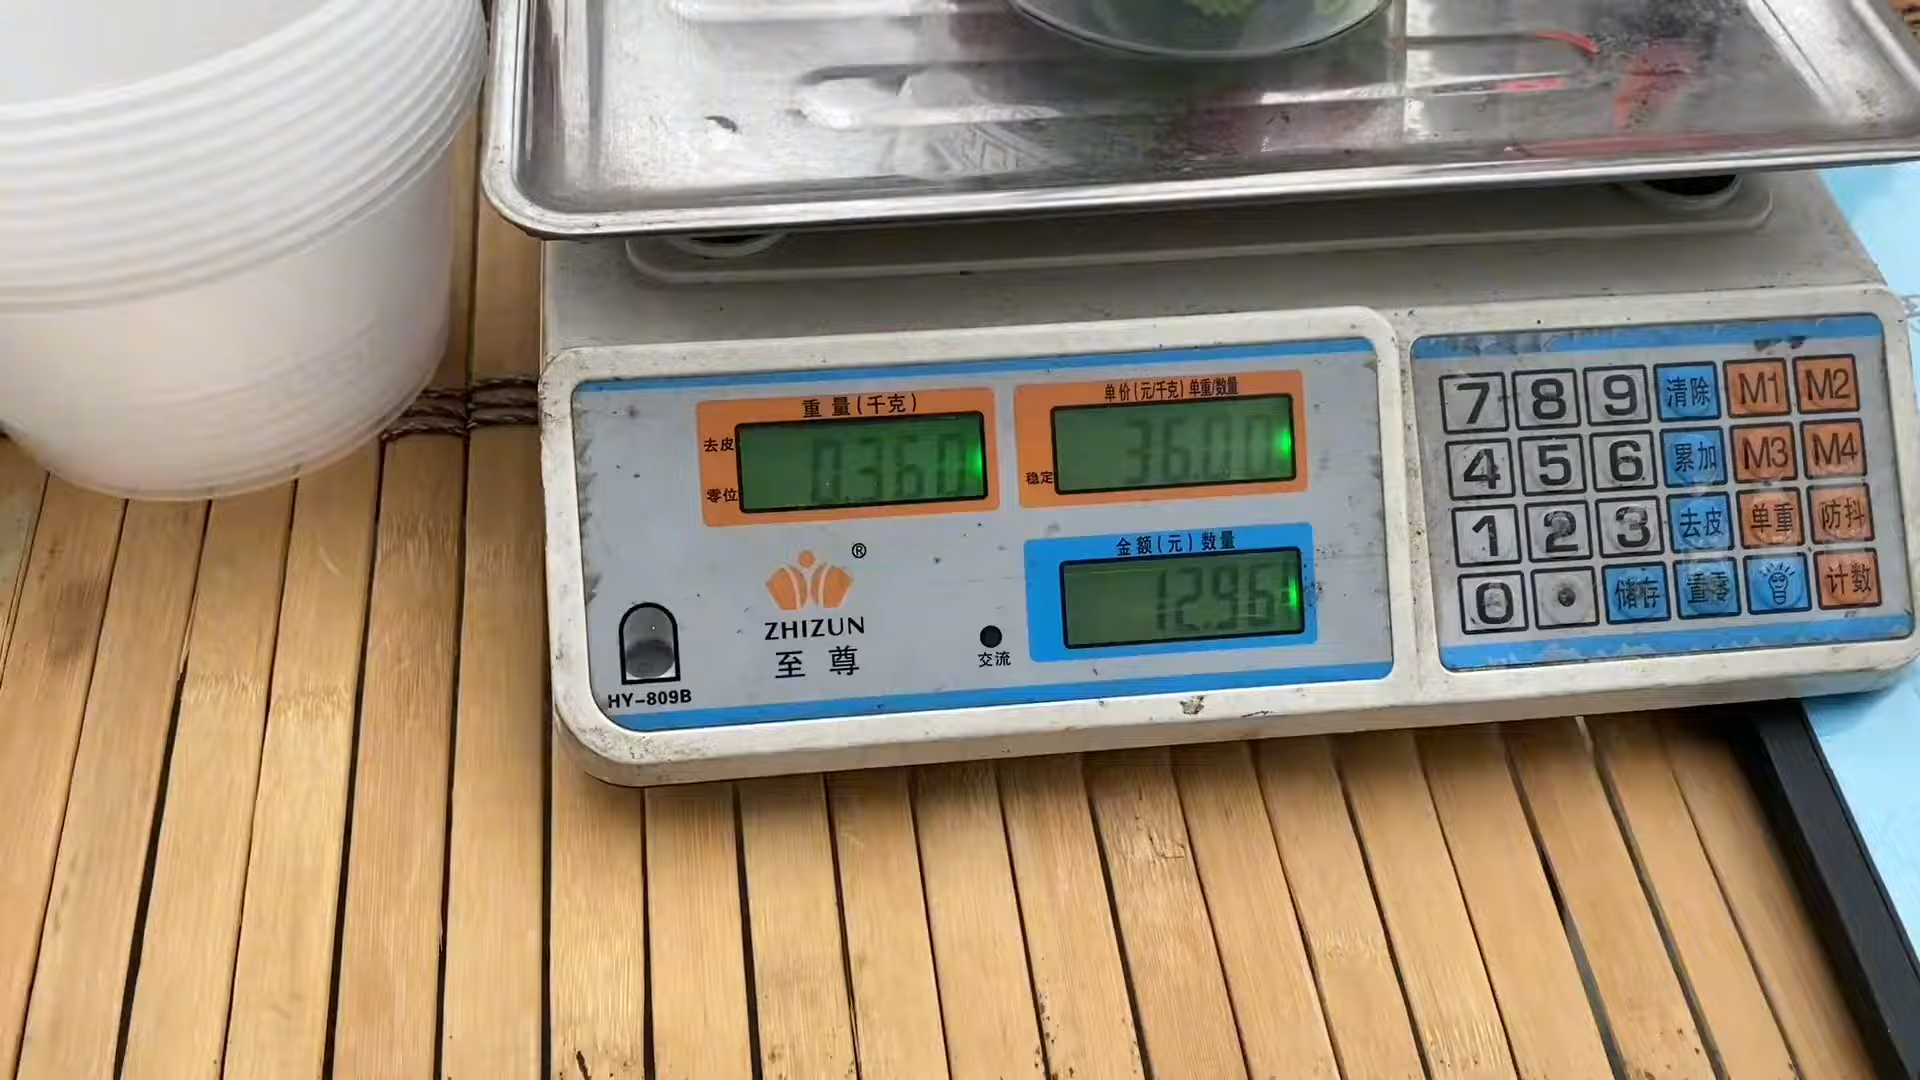 重量(千克)
去皮
零位
0.360
单价(元/千克) 单重/数量
稳定
36.00
金额(元) 数量
12.96
®
ZHIZUN
至尊
交流
HY-809B
7 8 9 清除 M1 M2
4 5 6 累加 M3 M4
1 2 3 去皮 单重 防抖
0 . 储存 重零 计数